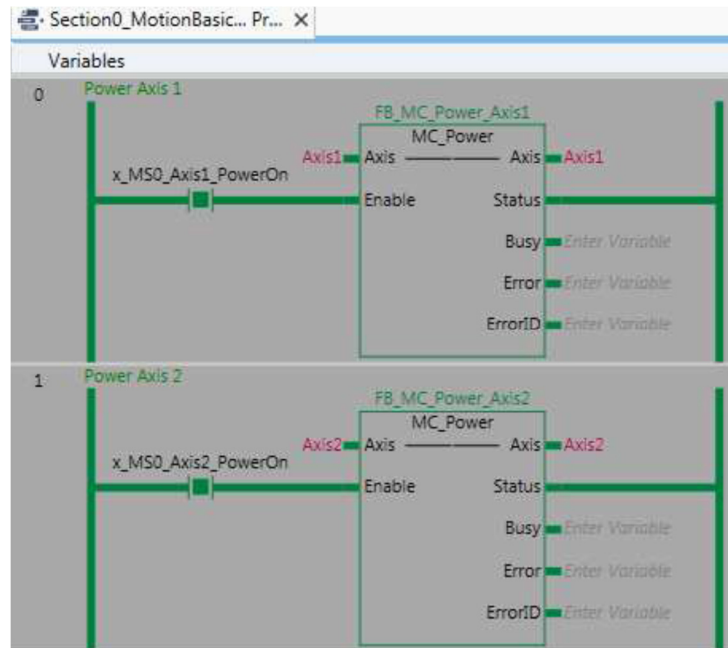 Section0_MotionBasic... Pr... X
Variables
0 Power Axis 1
FB_MC_Power_Axis1
MC_Power
Axis1 Axis Axis Axis1
x_MS0_Axis1_PowerOn
Enable Status
Busy Enter Variable
Error Enter Variable
ErrorID Enter Variable
1 Power Axis 2
FB_MC_Power_Axis2
MC_Power
Axis2 Axis Axis Axis2
x_MS0_Axis2_PowerOn
Enable Status
Busy Enter Variable
Error Enter Variable
ErrorID Enter Variable